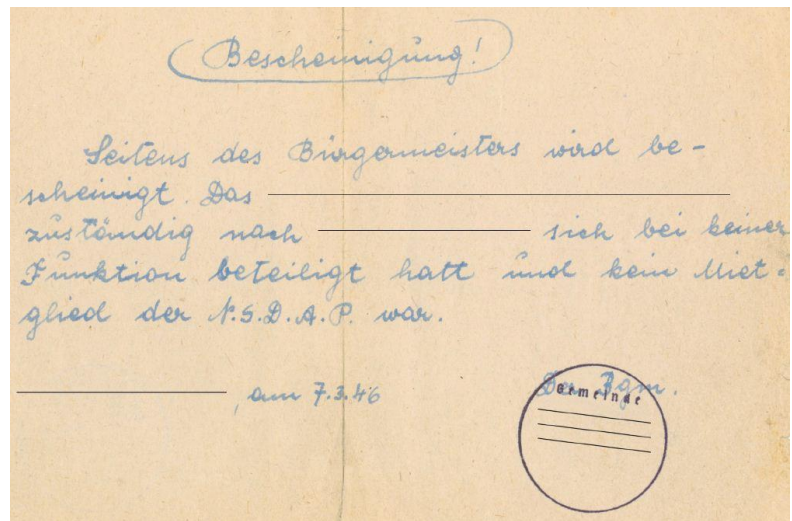 Bescheinigung!
Seitens des Bürgermeisters wird be-
scheinigt. Das
zuständig nach sich bei keiner
Funktion beteiligt hatt und kein Miet-
glied der N.S.D.A.P. war.
, am 7.3.46 Der Bgm.
Gemeinde